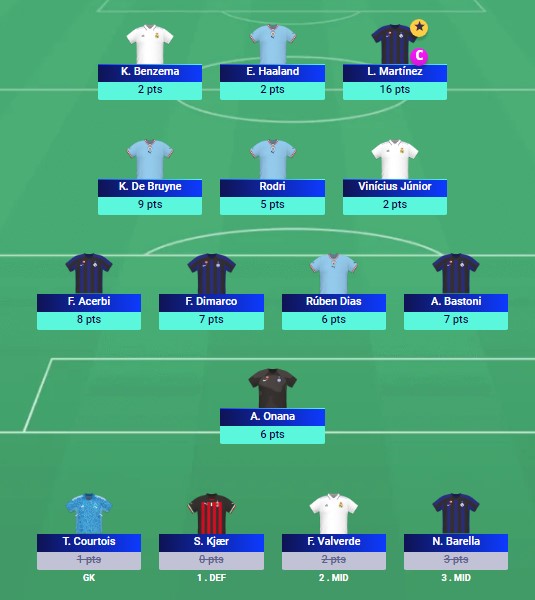 C
K. Benzema
E. Haaland
L. Martínez
2 pts
2 pts
16 pts
K. De Bruyne
Rodri
Vinícius Júnior
9 pts
5 pts
2 pts
F. Acerbi
F. Dimarco
Rúben Dias
A. Bastoni
8 pts
7 pts
6 pts
7 pts
A. Onana
6 pts
T. Courtois
S. Kjær
F. Valverde
N. Barella
1 pts
0 pts
2 pts
3 pts
GK
1 . DEF
2 . MID
3 . MID